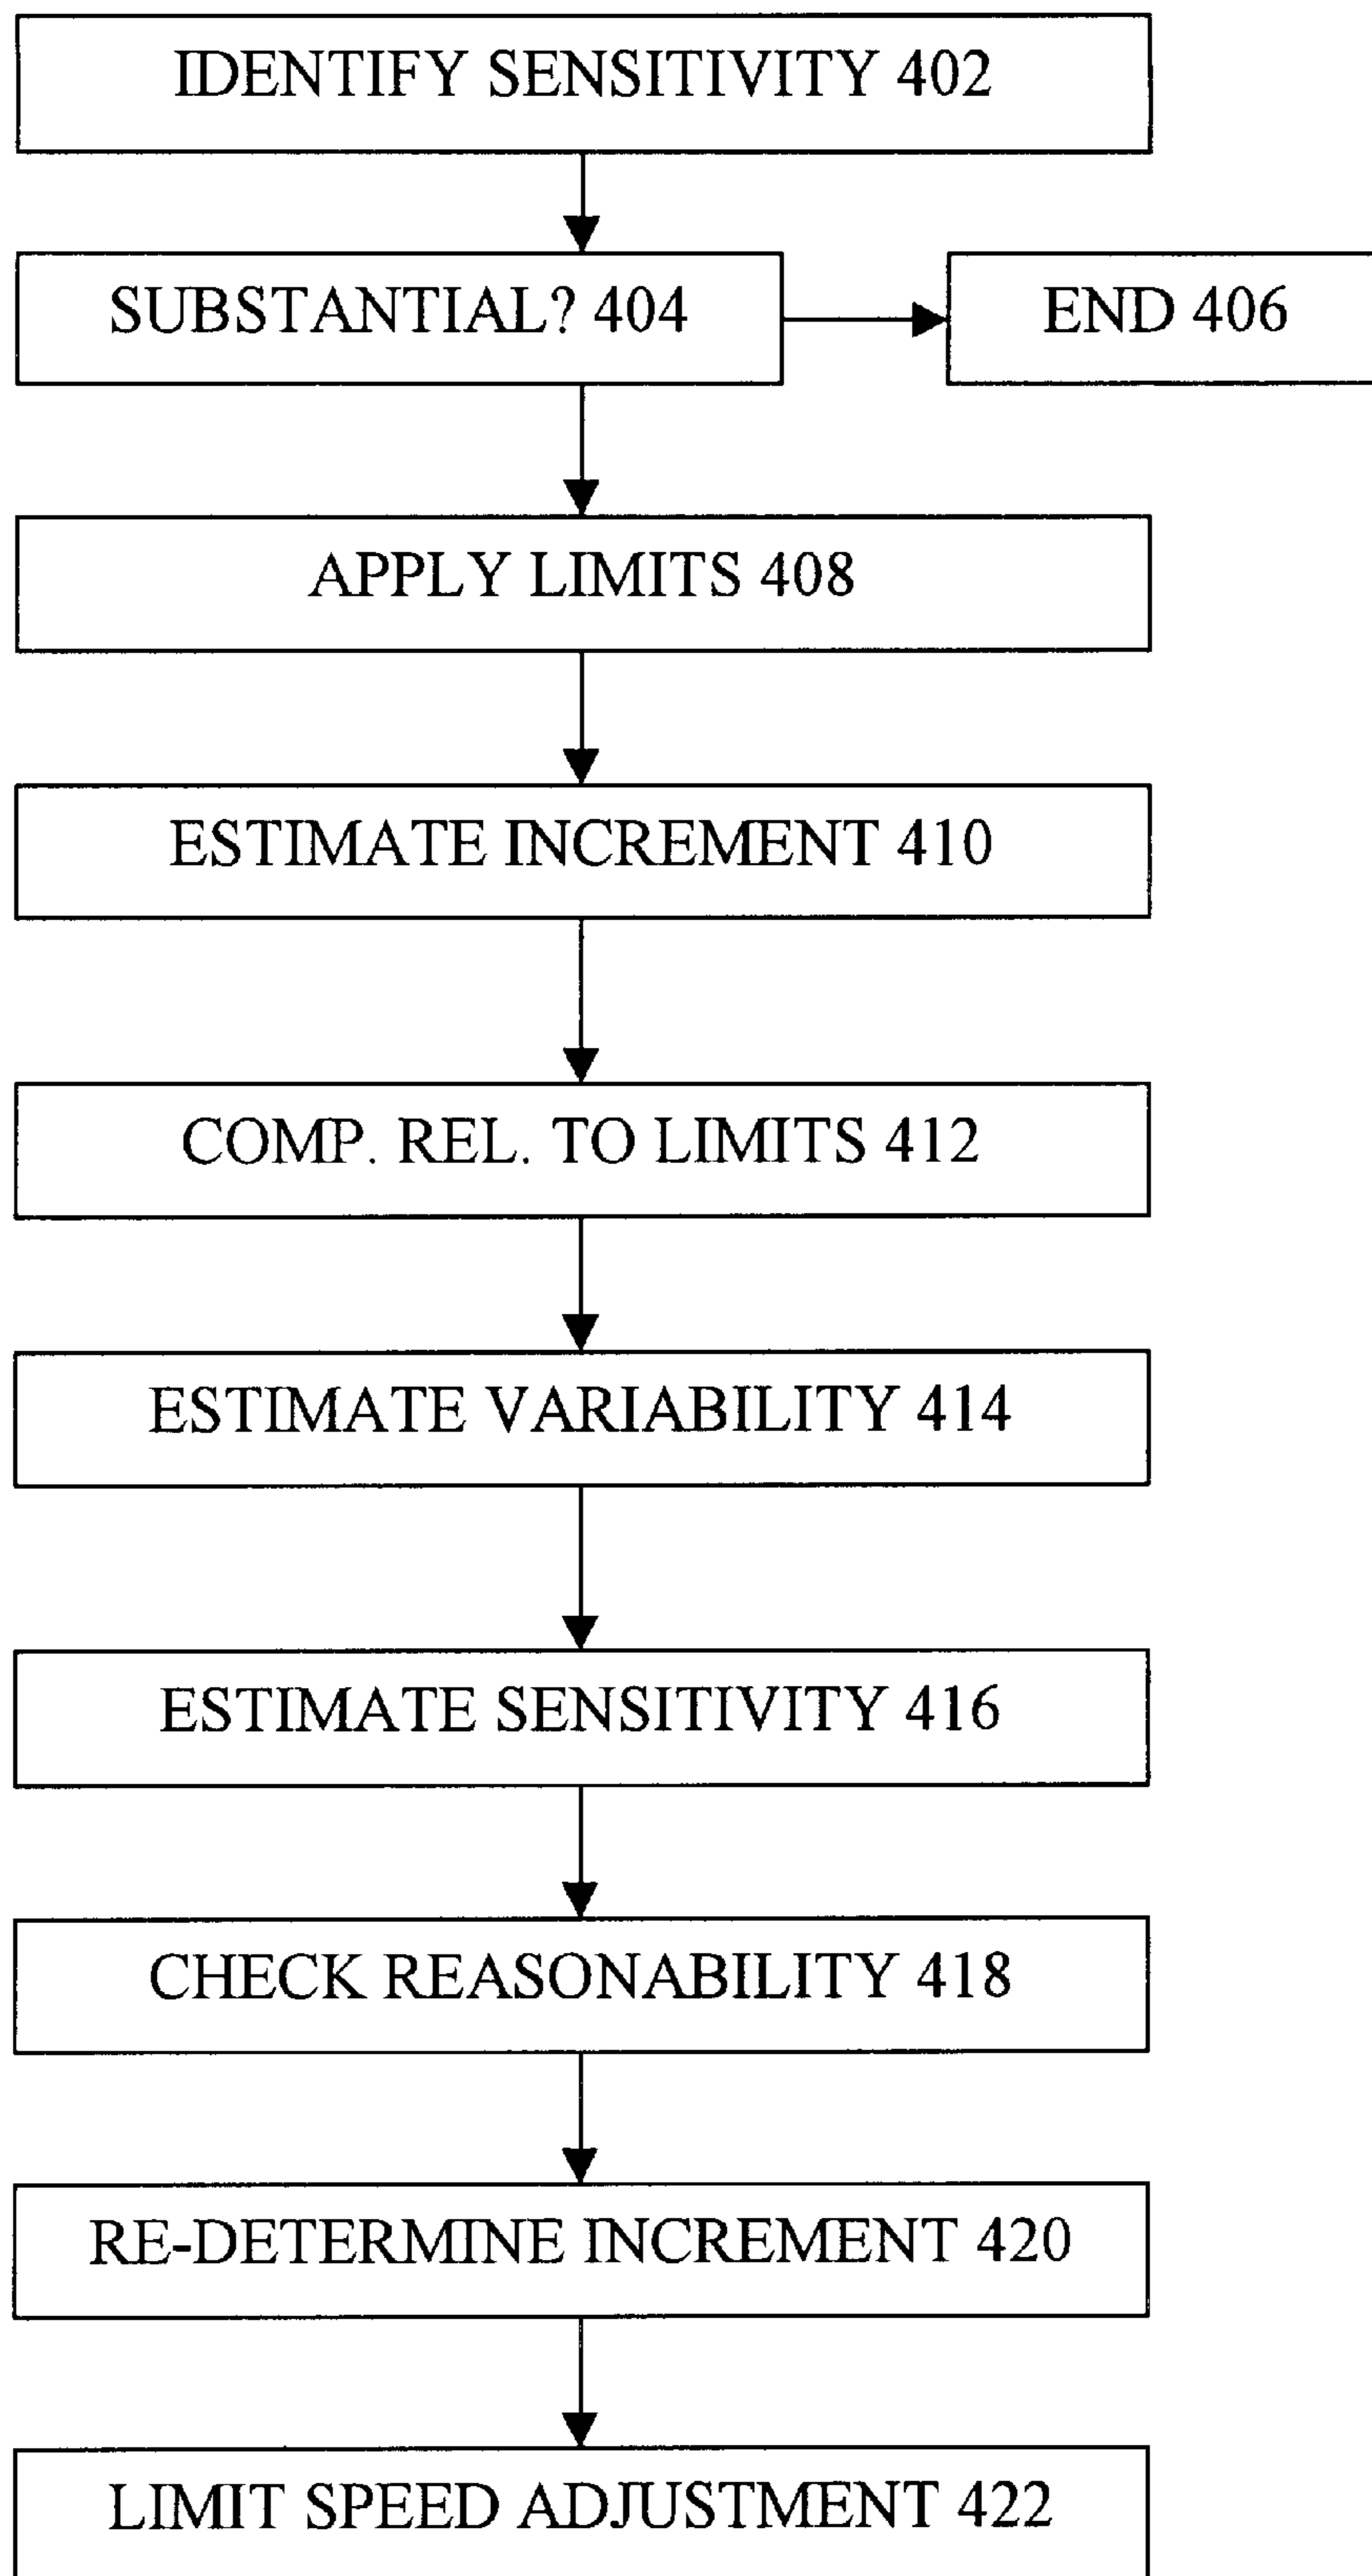 IDENTIFY SENSITIVITY 402
SUBSTANTIAL? 404
END 406
APPLY LIMITS 408
ESTIMATE INCREMENT 410
COMP. REL. TO LIMITS 412
ESTIMATE VARIABILITY 414
ESTIMATE SENSITIVITY 416
CHECK REASONABILITY 418
RE-DETERMINE INCREMENT 420
LIMIT SPEED ADJUSTMENT 422